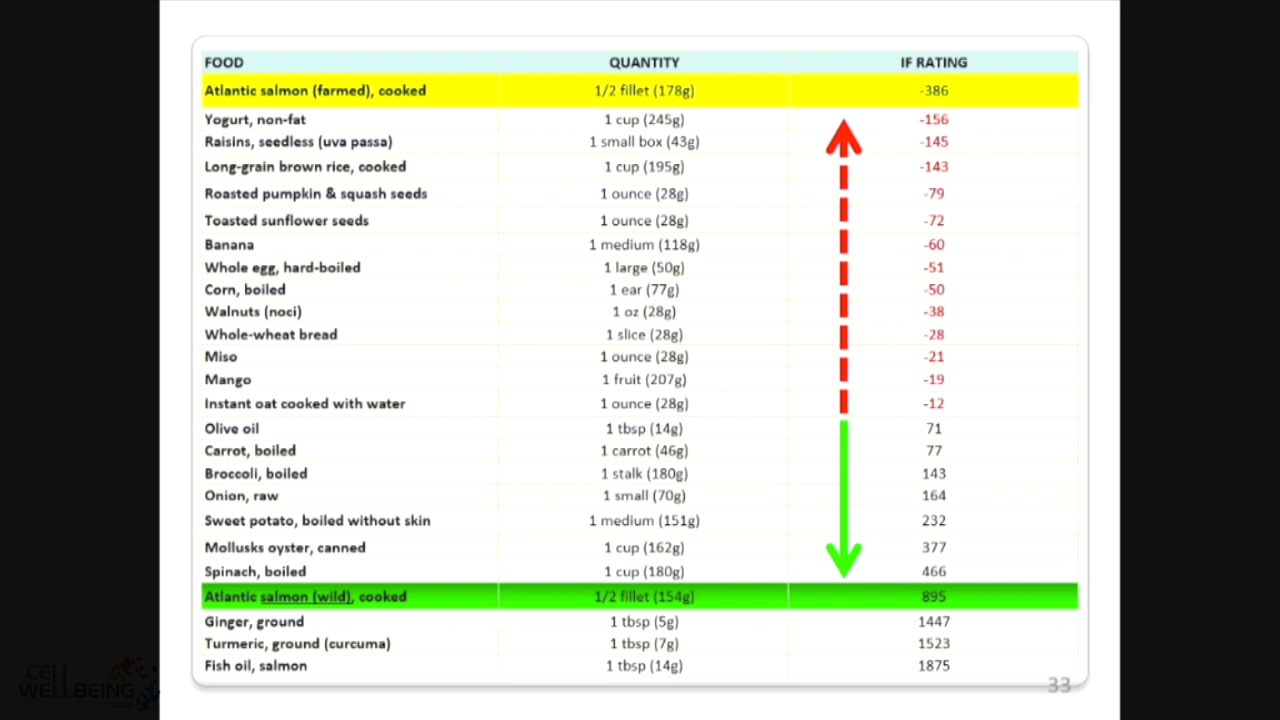 FOOD QUANTITY IF RATING
Atlantic salmon (farmed), cooked 1/2 fillet (178g) -386
Yogurt, non-fat 1 cup (245g) -156
Raisins, seedless (uva passa) 1 small box (43g) -145
Long-grain brown rice, cooked 1 cup (195g) -143
Roasted pumpkin & squash seeds 1 ounce (28g) -79
Toasted sunflower seeds 1 ounce (28g) -72
Banana 1 medium (118g) -60
Whole egg, hard-boiled 1 large (50g) -51
Corn, boiled 1 ear (77g) -50
Walnuts (noci) 1 oz (28g) -38
Whole-wheat bread 1 slice (28g) -28
Miso 1 ounce (28g) -21
Mango 1 fruit (207g) -19
Instant oat cooked with water 1 ounce (28g) -12
Olive oil 1 tbsp (14g) 71
Carrot, boiled 1 carrot (46g) 77
Broccoli, boiled 1 stalk (180g) 143
Onion, raw 1 small (70g) 164
Sweet potato, boiled without skin 1 medium (151g) 232
Mollusks oyster, canned 1 cup (162g) 377
Spinach, boiled 1 cup (180g) 466
Atlantic salmon (wild), cooked 1/2 fillet (154g) 895
Ginger, ground 1 tbsp (5g) 1447
Turmeric, ground (curcuma) 1 tbsp (7g) 1523
Fish oil, salmon 1 tbsp (14g) 1875
33
CELL
WELLBEING